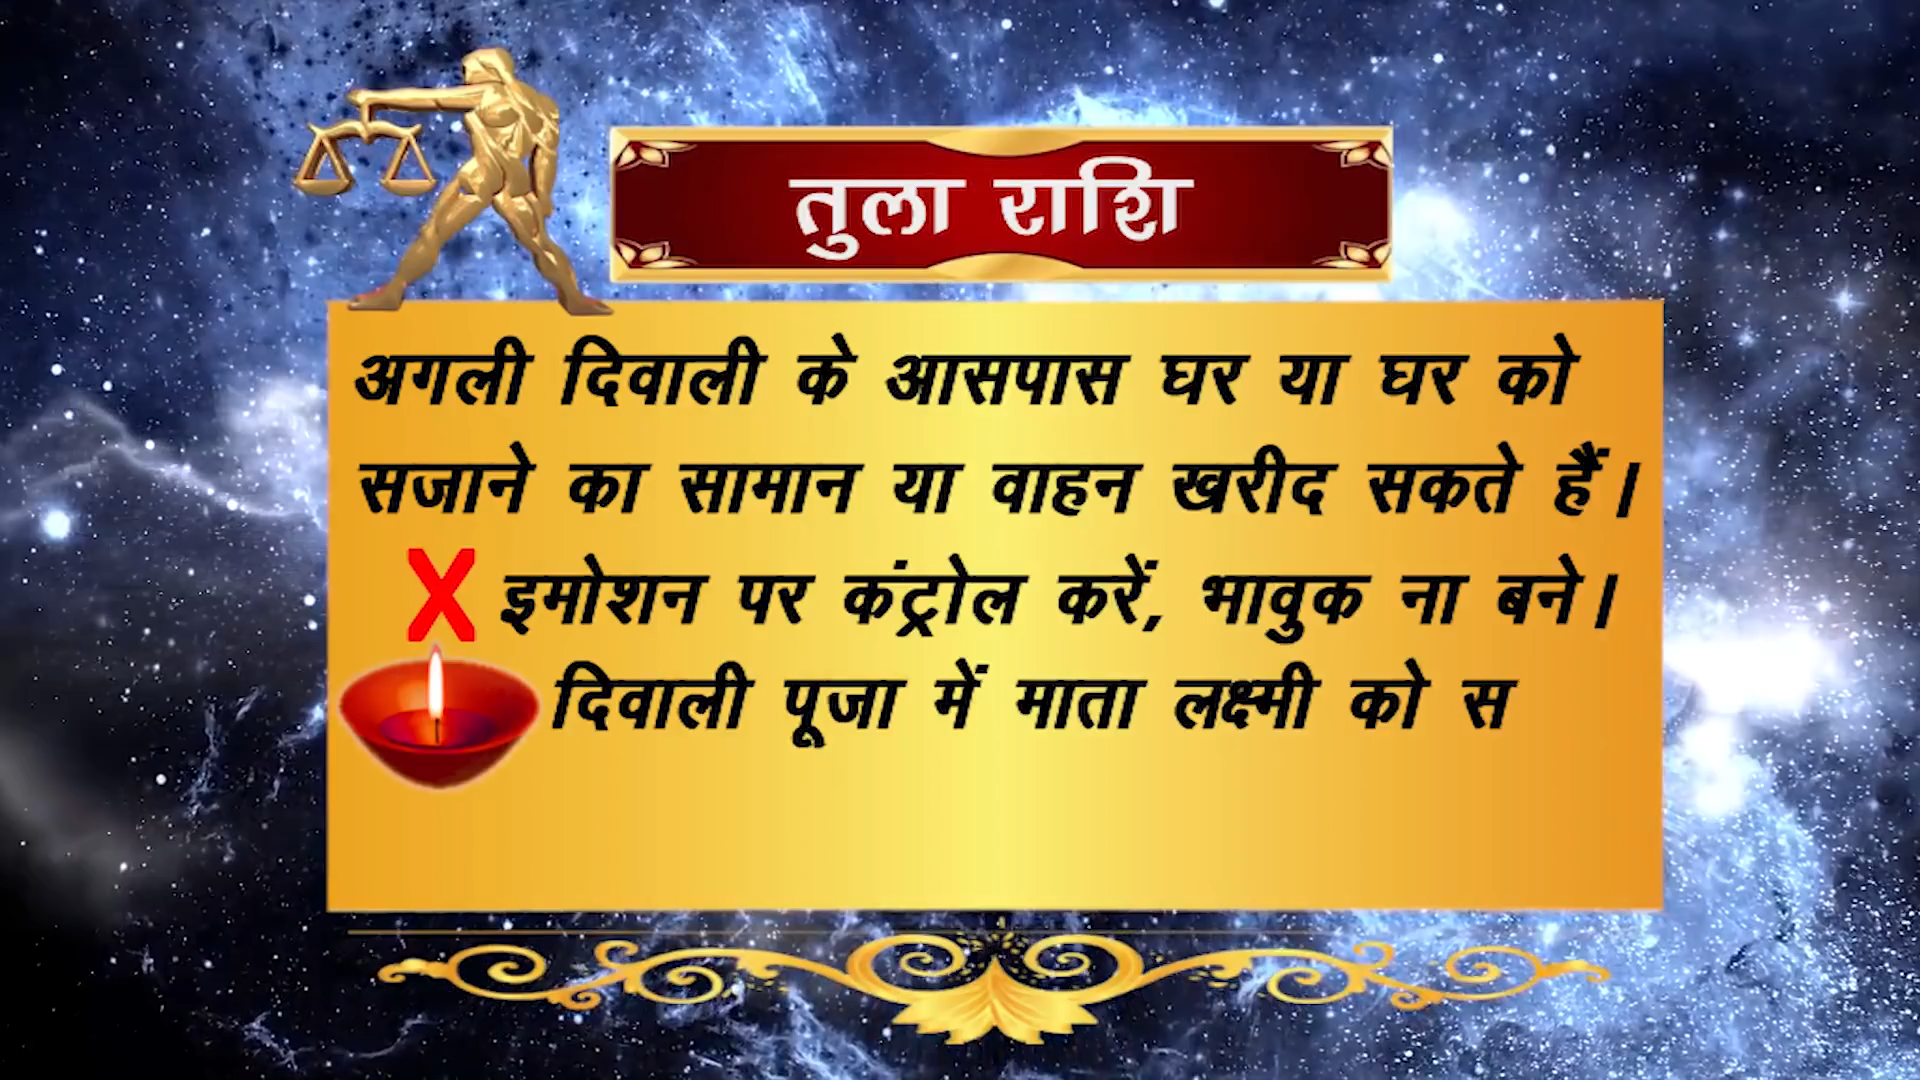 तुला राशि
अगली दिवाली के आसपास घर या घर को
सजाने का सामान या वाहन खरीद सकते हैं।
X इमोशन पर कंट्रोल करें, भावुक ना बने।
दिवाली पूजा में माता लक्ष्मी को स